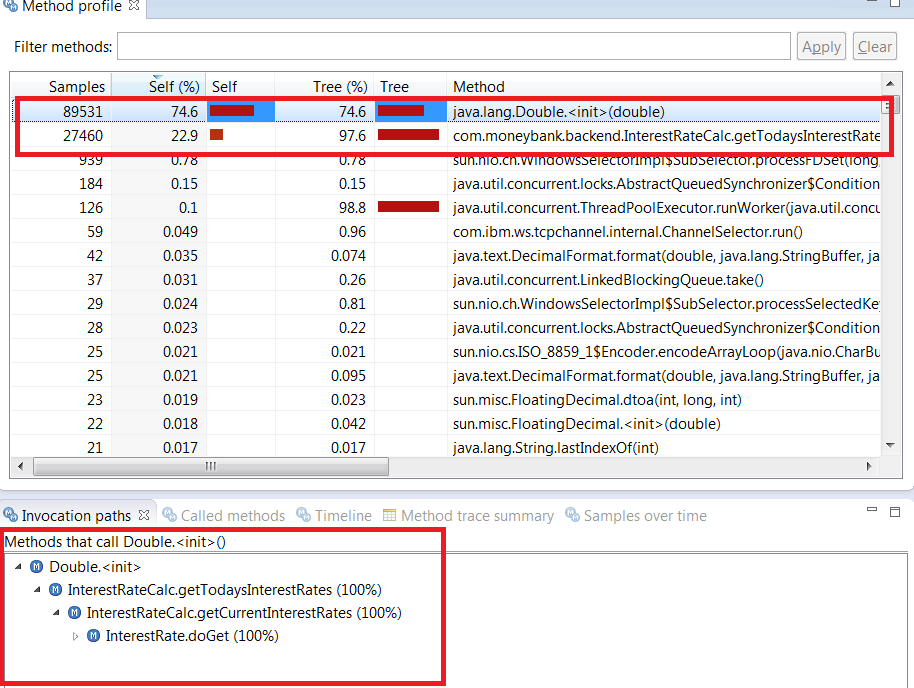 Method profile
Filter methods: Apply Clear
Samples Self (%) Self Tree (%) Tree Method
89531 74.6 74.6 java.lang.Double.<init>(double)
27460 22.9 97.6 com.moneybank.backend.InterestRateCalc.getTodaysInterestRate
939 0.78 0.78 sun.nio.ch.WindowsSelectorImpl$SubSelector.processFDSet(long,
184 0.15 0.15 java.util.concurrent.locks.AbstractQueuedSynchronizer$Condition
126 0.1 98.8 java.util.concurrent.ThreadPoolExecutor.runWorker(java.util.concu
59 0.049 0.96 com.ibm.ws.tcpchannel.internal.ChannelSelector.run()
42 0.035 0.074 java.text.DecimalFormat.format(double, java.lang.StringBuffer, ja
37 0.031 0.26 java.util.concurrent.LinkedBlockingQueue.take()
29 0.024 0.81 sun.nio.ch.WindowsSelectorImpl$SubSelector.processSelectedKe
28 0.023 0.22 java.util.concurrent.locks.AbstractQueuedSynchronizer$Condition
25 0.021 0.021 sun.nio.cs.ISO_8859_1$Encoder.encodeArrayLoop(java.nio.CharBu
25 0.021 0.095 java.text.DecimalFormat.format(double, java.lang.StringBuffer, ja
23 0.019 0.023 sun.misc.FloatingDecimal.dtoa(int, long, int)
22 0.018 0.042 sun.misc.FloatingDecimal.<init>(double)
21 0.017 0.017 java.lang.String.lastIndexOf(int)
Invocation paths Called methods Timeline Method trace summary Samples over time
Methods that call Double.<init>()
Double.<init>
InterestRateCalc.getTodaysInterestRates (100%)
InterestRateCalc.getCurrentInterestRates (100%)
InterestRate.doGet (100%)